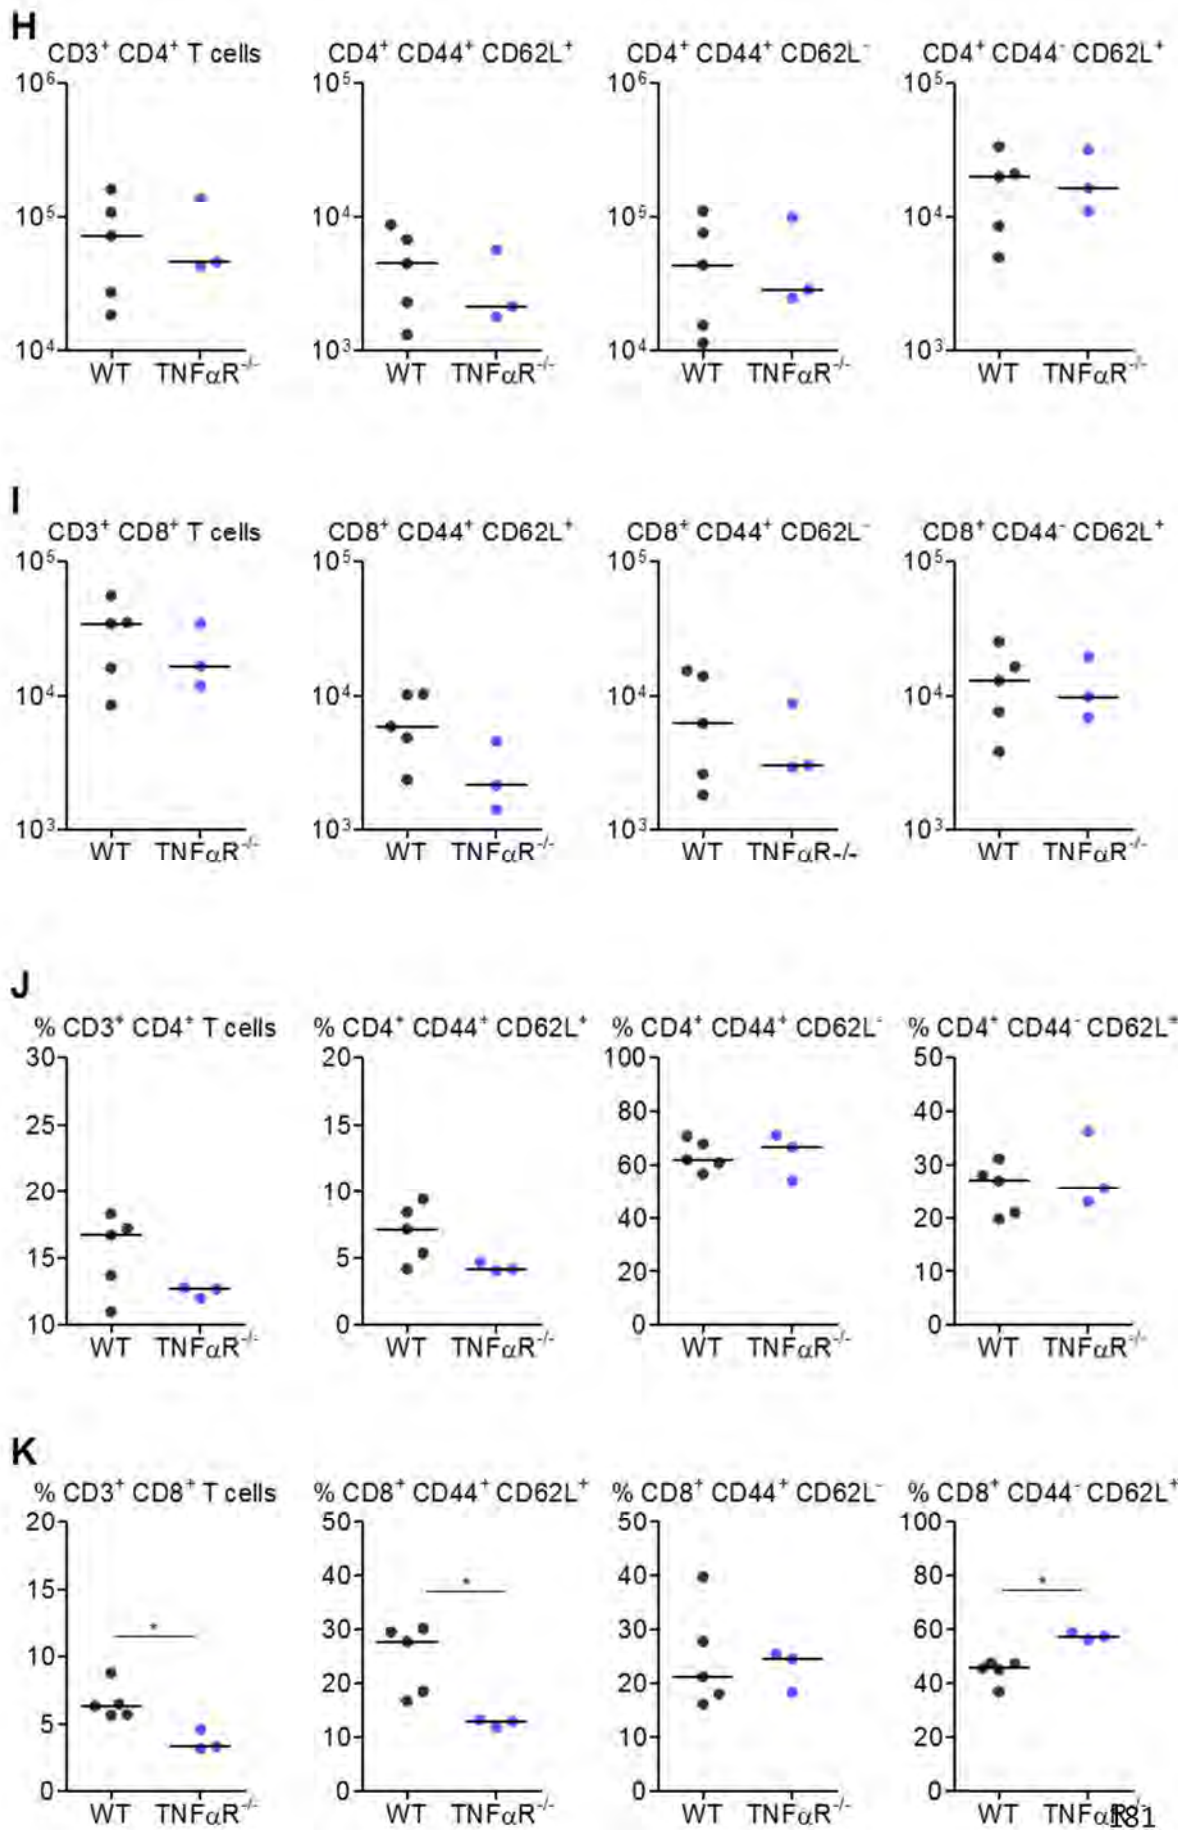 H
CD3⁺ CD4⁺ T cells CD4⁺ CD44⁺ CD62L⁺ CD4⁺ CD44⁺ CD62L⁻ CD4⁺ CD44⁻ CD62L⁺
10⁶ 10⁵ 10⁶ 10⁵
10⁵ 10⁴ 10⁵ 10⁴
10⁴ 10³ 10⁴ 10³
WT TNFαR⁻/⁻ WT TNFαR⁻/⁻ WT TNFαR⁻/⁻ WT TNFαR⁻/⁻
I
CD3⁺ CD8⁺ T cells CD8⁺ CD44⁺ CD62L⁺ CD8⁺ CD44⁺ CD62L⁻ CD8⁺ CD44⁻ CD62L⁺
10⁵ 10⁵ 10⁵ 10⁵
10⁴ 10⁴ 10⁴ 10⁴
10³ 10³ 10³ 10³
WT TNFαR⁻/⁻ WT TNFαR⁻/⁻ WT TNFαR-/- WT TNFαR⁻/⁻
J
% CD3⁺ CD4⁺ T cells % CD4⁺ CD44⁺ CD62L⁺ % CD4⁺ CD44⁺ CD62L⁻ % CD4⁺ CD44⁻ CD62L⁺
30 20 100 50
25 15 80 40
20 10 60 30
15 5 40 20
10 0 20 10
0 0
WT TNFαR⁻/⁻ WT TNFαR⁻/⁻ WT TNFαR⁻/⁻ WT TNFαR⁻/⁻
K
% CD3⁺ CD8⁺ T cells % CD8⁺ CD44⁺ CD62L⁺ % CD8⁺ CD44⁺ CD62L⁻ % CD8⁺ CD44⁻ CD62L⁺
20 50 50 100
15 40 40 80
10 30 30 60
5 20 20 40
0 10 10 20
0 0 0
* * *
WT TNFαR⁻/⁻ WT TNFαR⁻/⁻ WT TNFαR⁻/⁻ WT TNFαR⁻/⁻
181